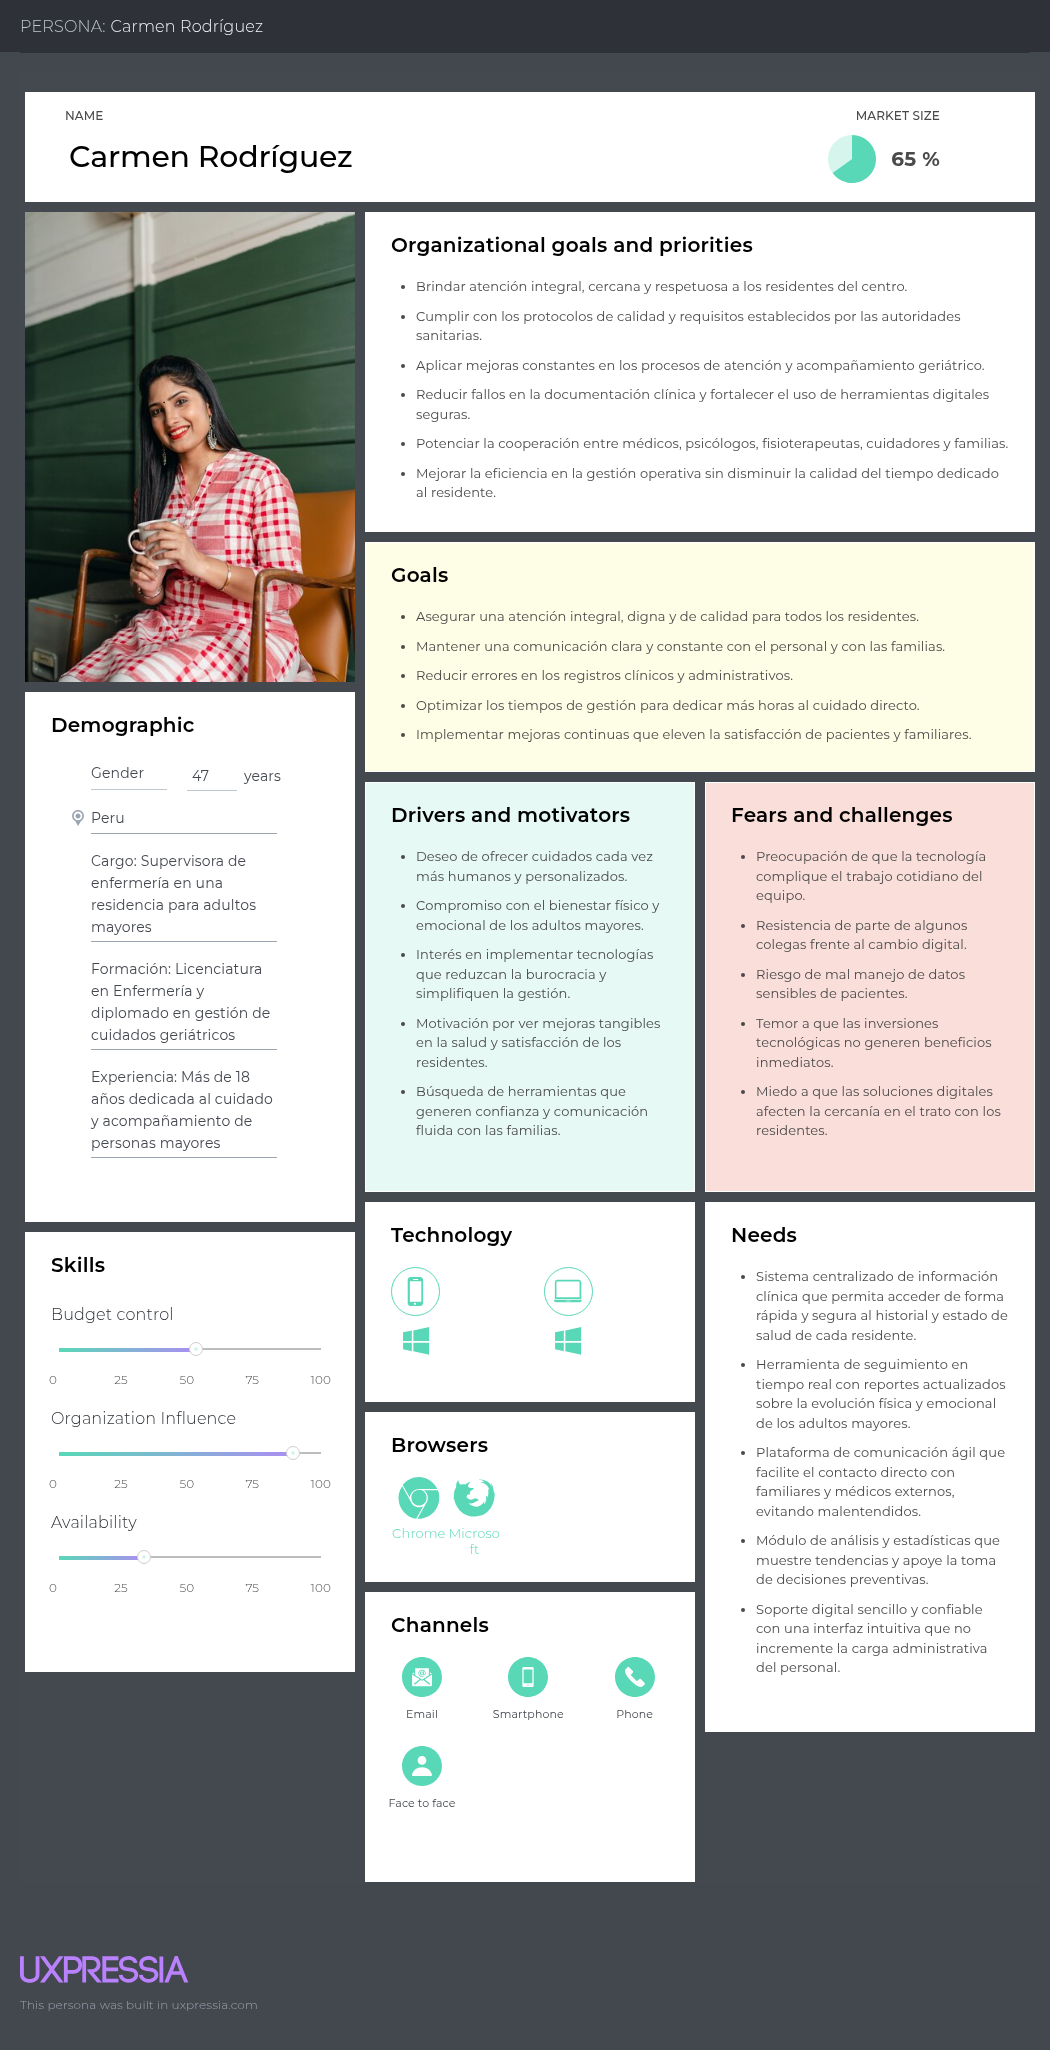 PERSONA: Carmen Rodríguez
NAME
Carmen Rodríguez
MARKET SIZE
65 %
Organizational goals and priorities
Brindar atención integral, cercana y respetuosa a los residentes del centro.
Cumplir con los protocolos de calidad y requisitos establecidos por las autoridades
sanitarias.
Aplicar mejoras constantes en los procesos de atención y acompañamiento geriátrico.
Reducir fallos en la documentación clínica y fortalecer el uso de herramientas digitales
seguras.
Potenciar la cooperación entre médicos, psicólogos, fisioterapeutas, cuidadores y familias.
Mejorar la eficiencia en la gestión operativa sin disminuir la calidad del tiempo dedicado
al residente.
Goals
Asegurar una atención integral, digna y de calidad para todos los residentes.
Mantener una comunicación clara y constante con el personal y con las familias.
Reducir errores en los registros clínicos y administrativos.
Optimizar los tiempos de gestión para dedicar más horas al cuidado directo.
Implementar mejoras continuas que eleven la satisfacción de pacientes y familiares.
Demographic
Gender 47 years
Peru
Cargo: Supervisora de
enfermería en una
residencia para adultos
mayores
Formación: Licenciatura
en Enfermería y
diplomado en gestión de
cuidados geriátricos
Experiencia: Más de 18
años dedicada al cuidado
y acompañamiento de
personas mayores
Drivers and motivators
Deseo de ofrecer cuidados cada vez
más humanos y personalizados.
Compromiso con el bienestar físico y
emocional de los adultos mayores.
Interés en implementar tecnologías
que reduzcan la burocracia y
simplifiquen la gestión.
Motivación por ver mejoras tangibles
en la salud y satisfacción de los
residentes.
Búsqueda de herramientas que
generen confianza y comunicación
fluida con las familias.
Fears and challenges
Preocupación de que la tecnología
complique el trabajo cotidiano del
equipo.
Resistencia de parte de algunos
colegas frente al cambio digital.
Riesgo de mal manejo de datos
sensibles de pacientes.
Temor a que las inversiones
tecnológicas no generen beneficios
inmediatos.
Miedo a que las soluciones digitales
afecten la cercanía en el trato con los
residentes.
Skills
Budget control
0 25 50 75 100
Organization Influence
0 25 50 75 100
Availability
0 25 50 75 100
Technology
Browsers
Chrome Microso
ft
Channels
Email Smartphone Phone
Face to face
Needs
Sistema centralizado de información
clínica que permita acceder de forma
rápida y segura al historial y estado de
salud de cada residente.
Herramienta de seguimiento en
tiempo real con reportes actualizados
sobre la evolución física y emocional
de los adultos mayores.
Plataforma de comunicación ágil que
facilite el contacto directo con
familiares y médicos externos,
evitando malentendidos.
Módulo de análisis y estadísticas que
muestre tendencias y apoye la toma
de decisiones preventivas.
Soporte digital sencillo y confiable
con una interfaz intuitiva que no
incremente la carga administrativa
del personal.
UXPRESSIA
This persona was built in uxpressia.com